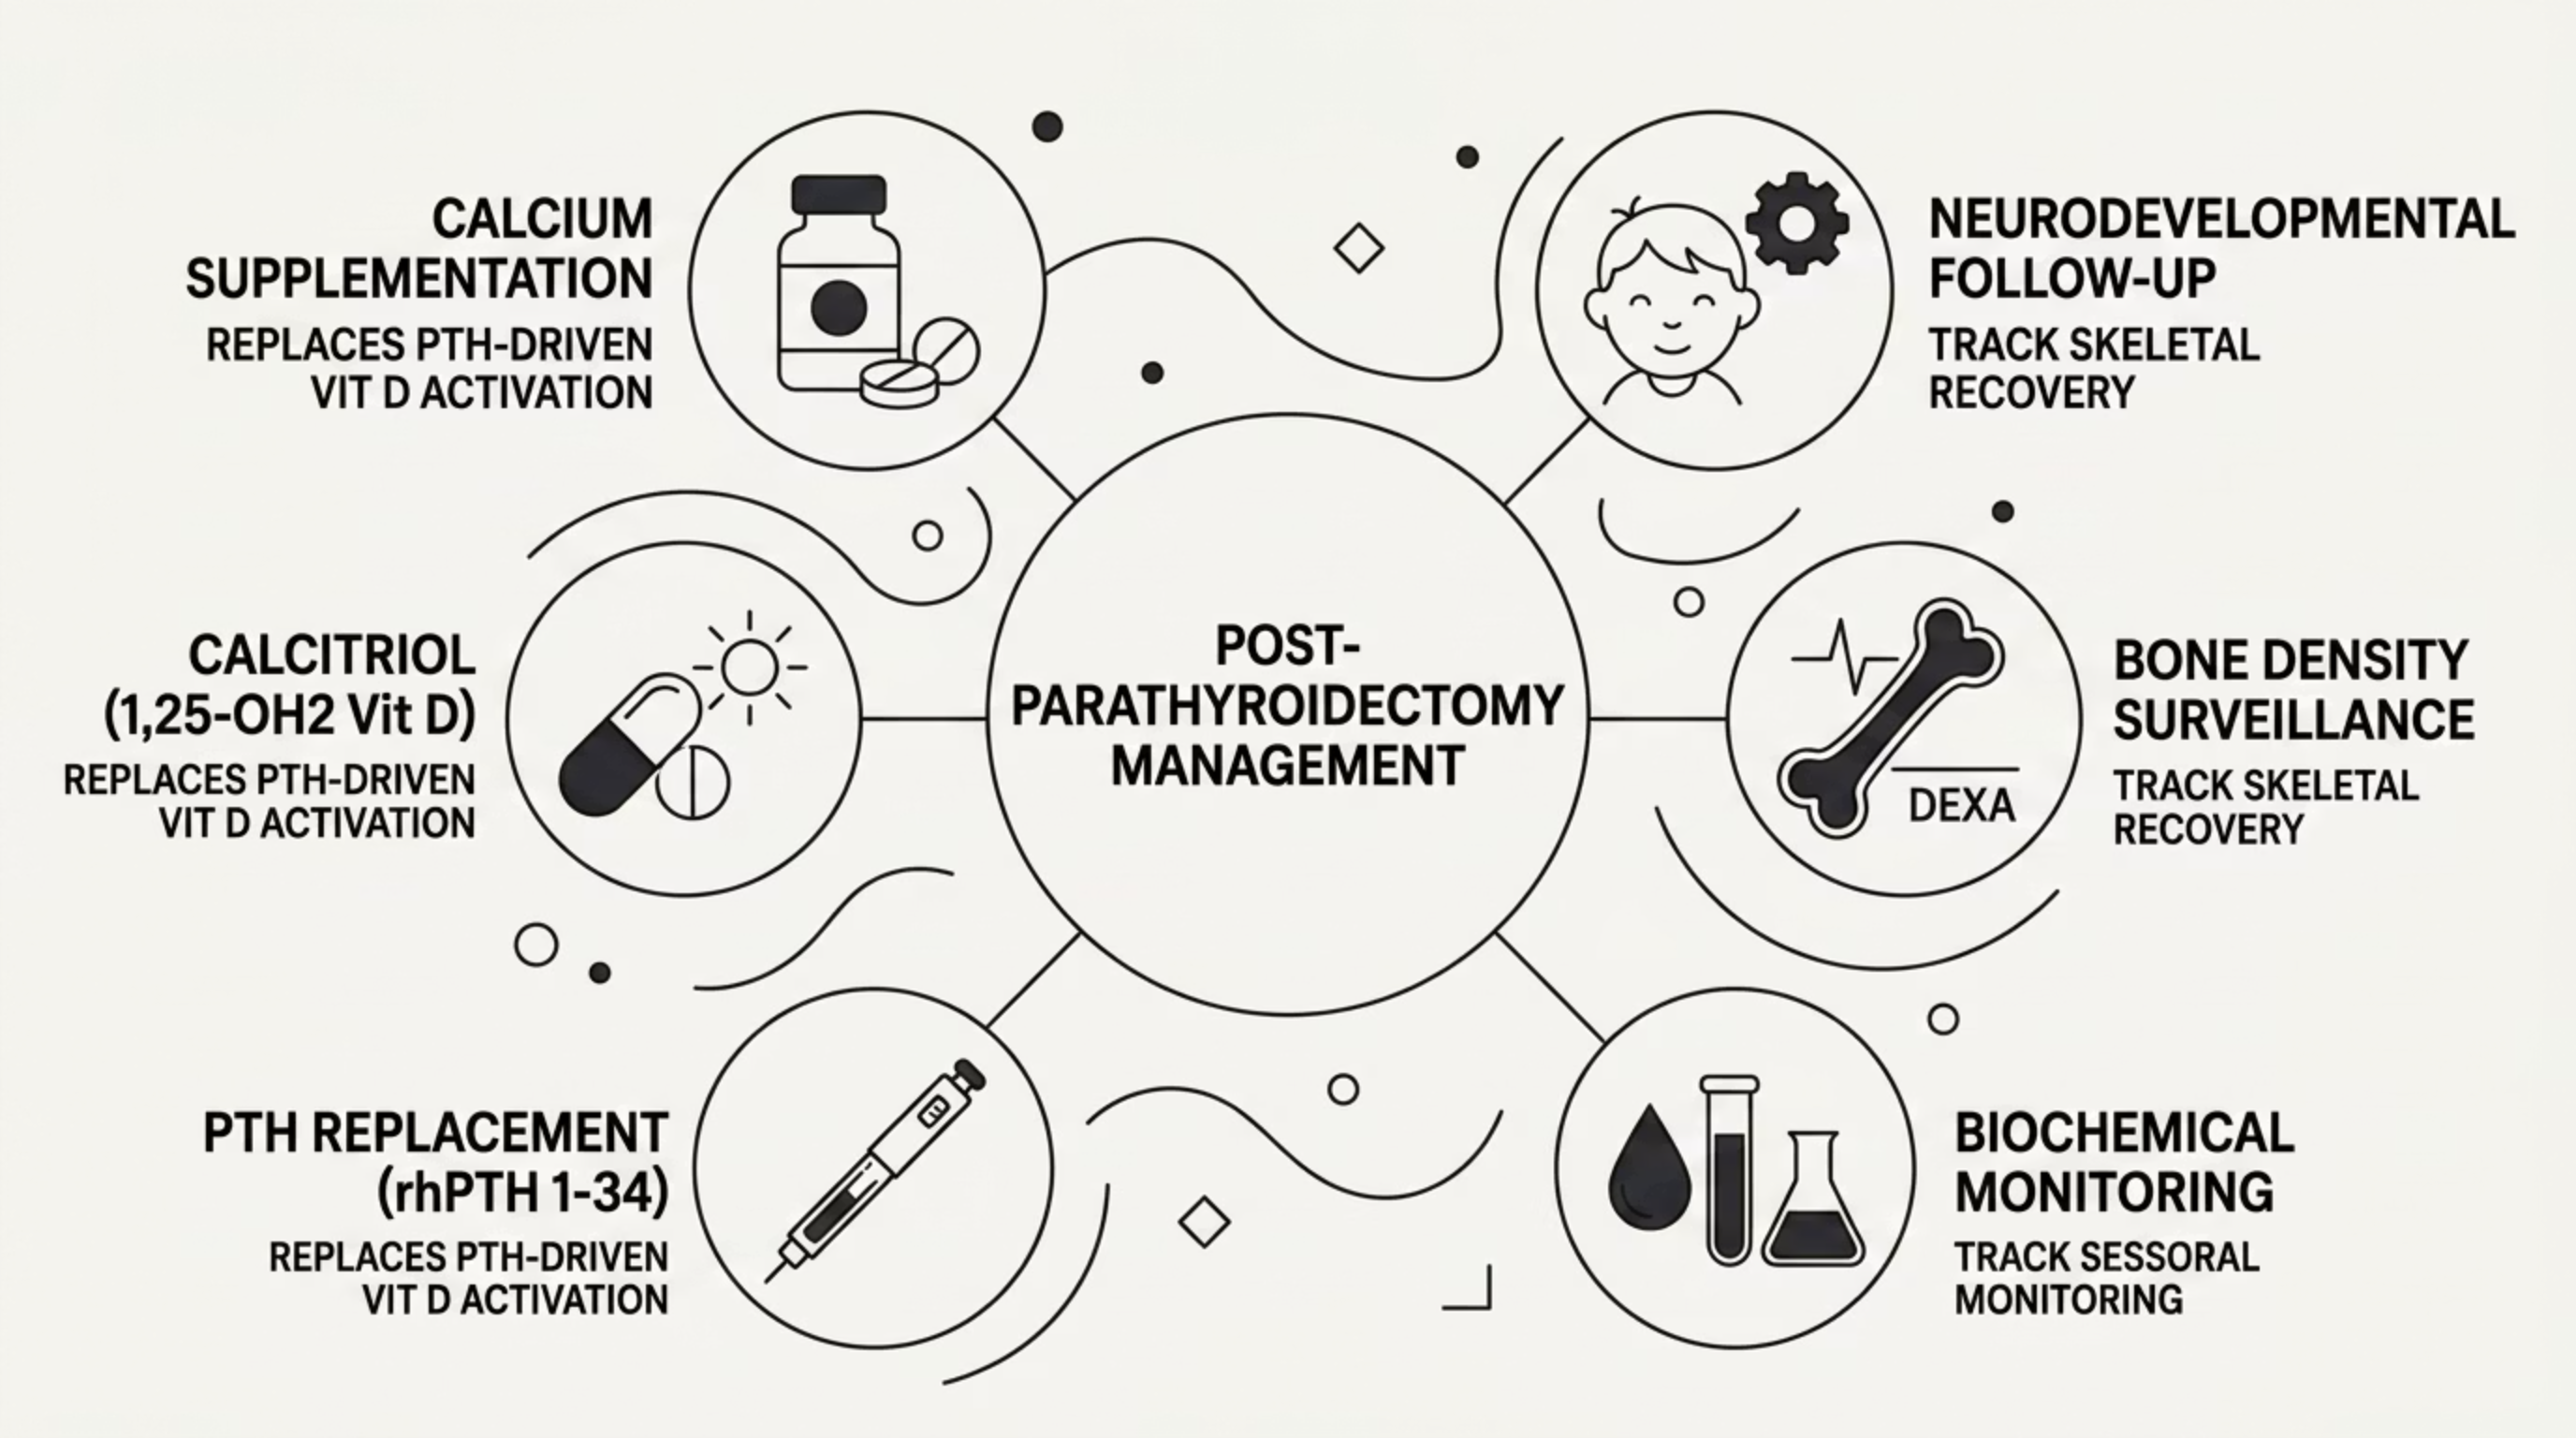 CALCIUM
SUPPLEMENTATION
REPLACES PTH-DRIVEN
VIT D ACTIVATION
NEURODEVELOPMENTAL
FOLLOW-UP
TRACK SKELETAL
RECOVERY
CALCITRIOL
(1,25-OH2 Vit D)
REPLACES PTH-DRIVEN
VIT D ACTIVATION
POST-
PARATHYROIDECTOMY
MANAGEMENT
DEXA
BONE DENSITY
SURVEILLANCE
TRACK SKELETAL
RECOVERY
PTH REPLACEMENT
(rhPTH 1-34)
REPLACES PTH-DRIVEN
VIT D ACTIVATION
BIOCHEMICAL
MONITORING
TRACK SESSORAL
MONITORING